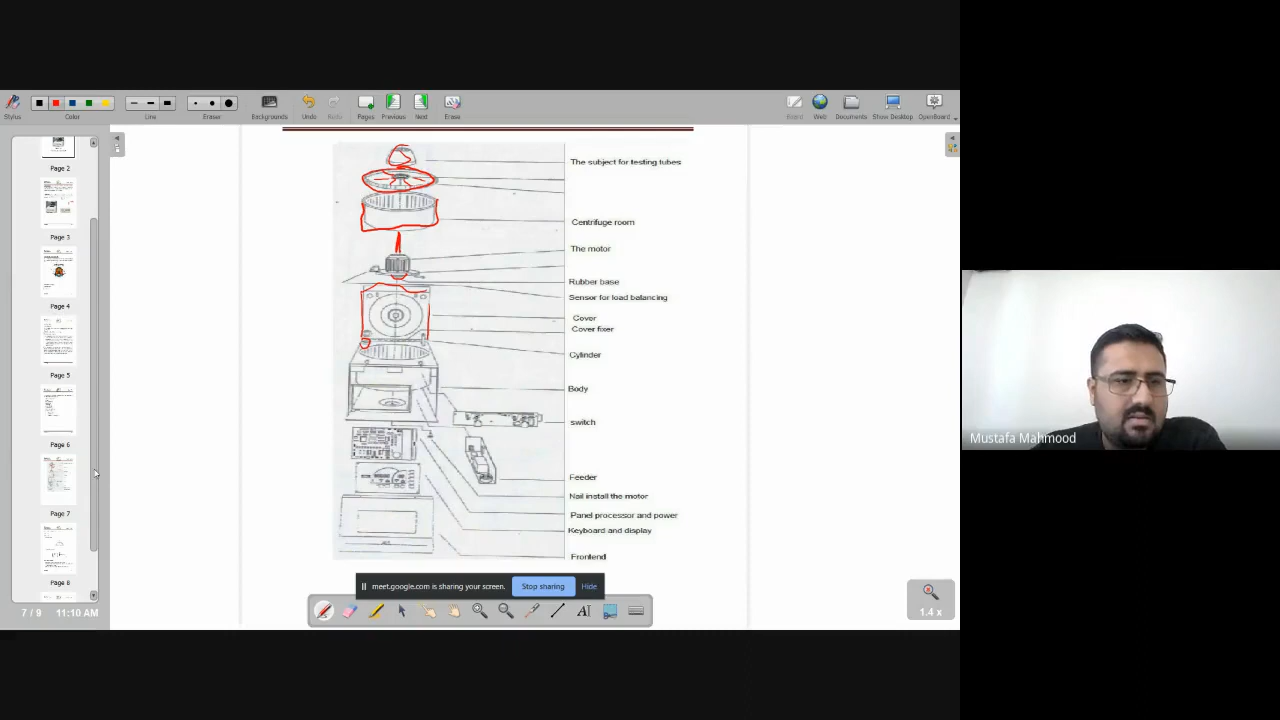 Stylus
Color
Line
Eraser
Backgrounds
Undo
Redo
Pages
Previous
Next
Erase
Board
Web
Documents
Show Desktop
OpenBoard
Page 2
Page 3
Page 4
Page 5
Page 6
Page 7
Page 8
7 / 9 11:10 AM
The subject for testing tubes
Centrifuge room
The motor
Rubber base
Sensor for load balancing
Cover
Cover fixer
Cylinder
Body
switch
Feeder
Nail install the motor
Panel processor and power
Keyboard and display
Frontend
meet.google.com is sharing your screen.
Stop sharing
Hide
1.4 x
Mustafa Mahmood